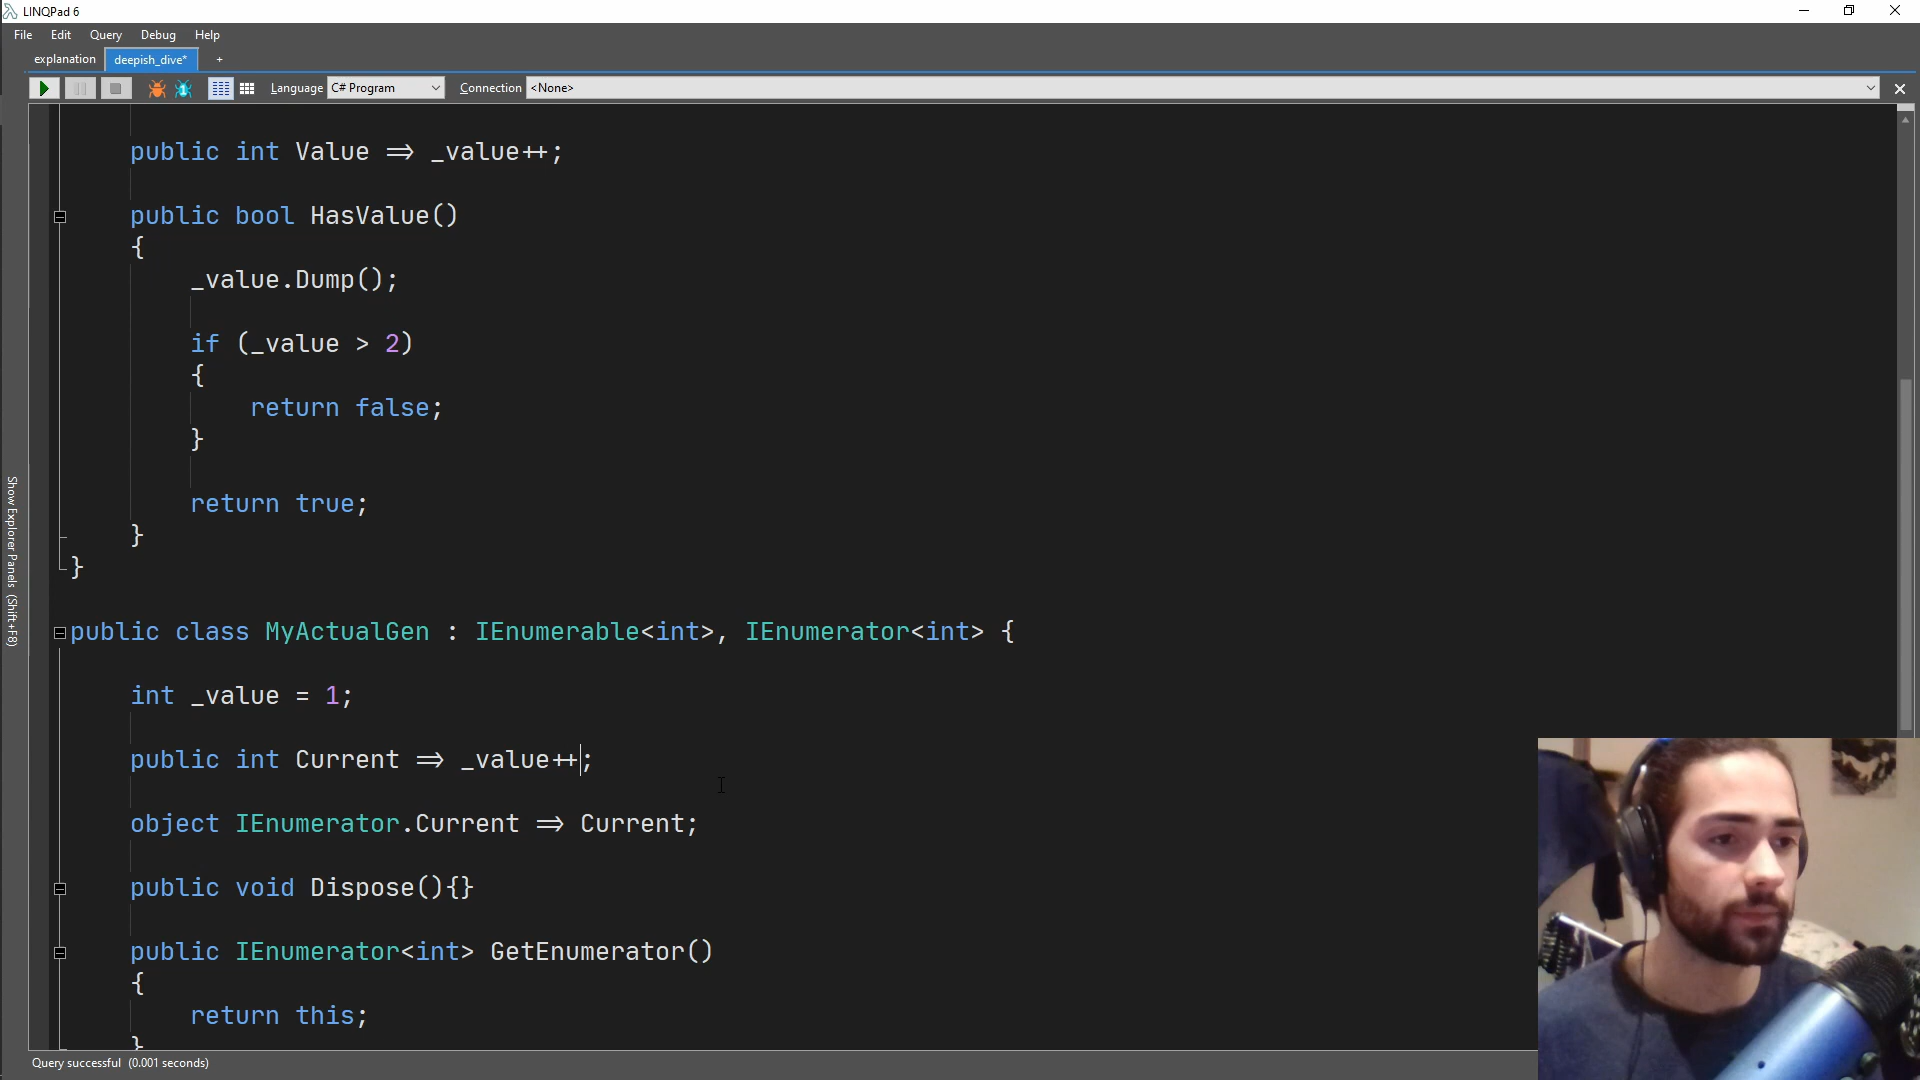 LINQPad 6
File Edit Query Debug Help
explanation deepish_dive* +
Language C# Program Connection <None>
public int Value => _value++;
public bool HasValue()
{
_value.Dump();
if (_value > 2)
{
return false;
}
return true;
}
}
public class MyActualGen : IEnumerable<int>, IEnumerator<int> {
int _value = 1;
public int Current => _value++;
object IEnumerator.Current => Current;
public void Dispose(){}
public IEnumerator<int> GetEnumerator()
{
return this;
}
Show Explorer Panels (Shift+F8)
Query successful (0.001 seconds)